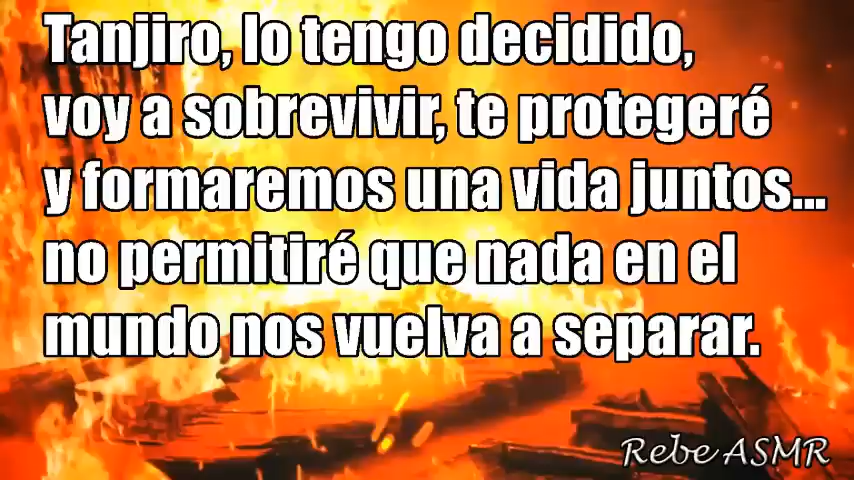 Tanjiro, lo tengo decidido,
voy a sobrevivir, te protegeré
y formaremos una vida juntos...
no permitiré que nada en el
mundo nos vuelva a separar.
Rebe ASMR